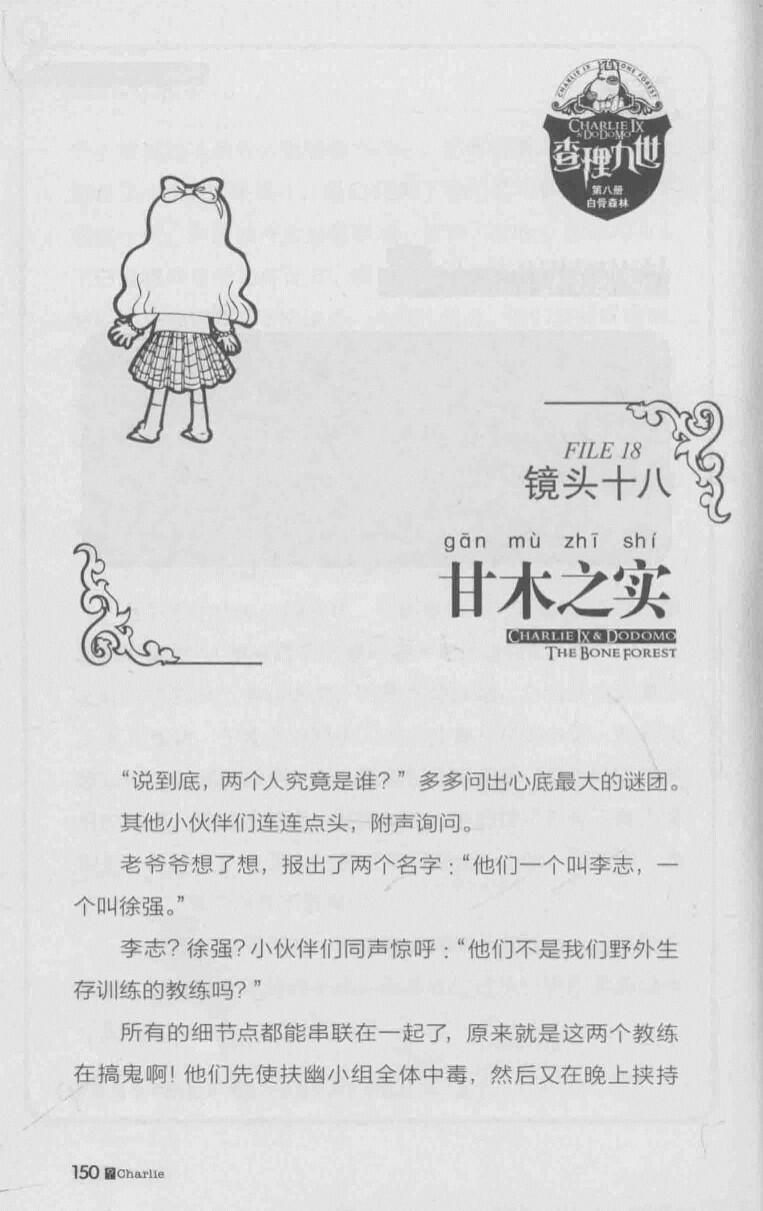 CHARLIE IX BONE FOREST
CHARLIE IX
& DODOMO
查理九世
第八册
白骨森林
FILE 18
镜头十八
gān mù zhī shí
甘木之实
CHARLIE IX & DODOMO
THE BONE FOREST
“说到底，两个人究竟是谁？”多多问出心底最大的谜团。
其他小伙伴们连连点头，附声询问。
老爷爷想了想，报出了两个名字：“他们一个叫李志，一
个叫徐强。”
李志？徐强？小伙伴们同声惊呼：“他们不是我们野外生
存训练的教练吗？”
所有的细节点都能串联在一起了，原来就是这两个教练
在搞鬼啊！他们先使扶幽小组全体中毒，然后又在晚上挟持
150 Charlie